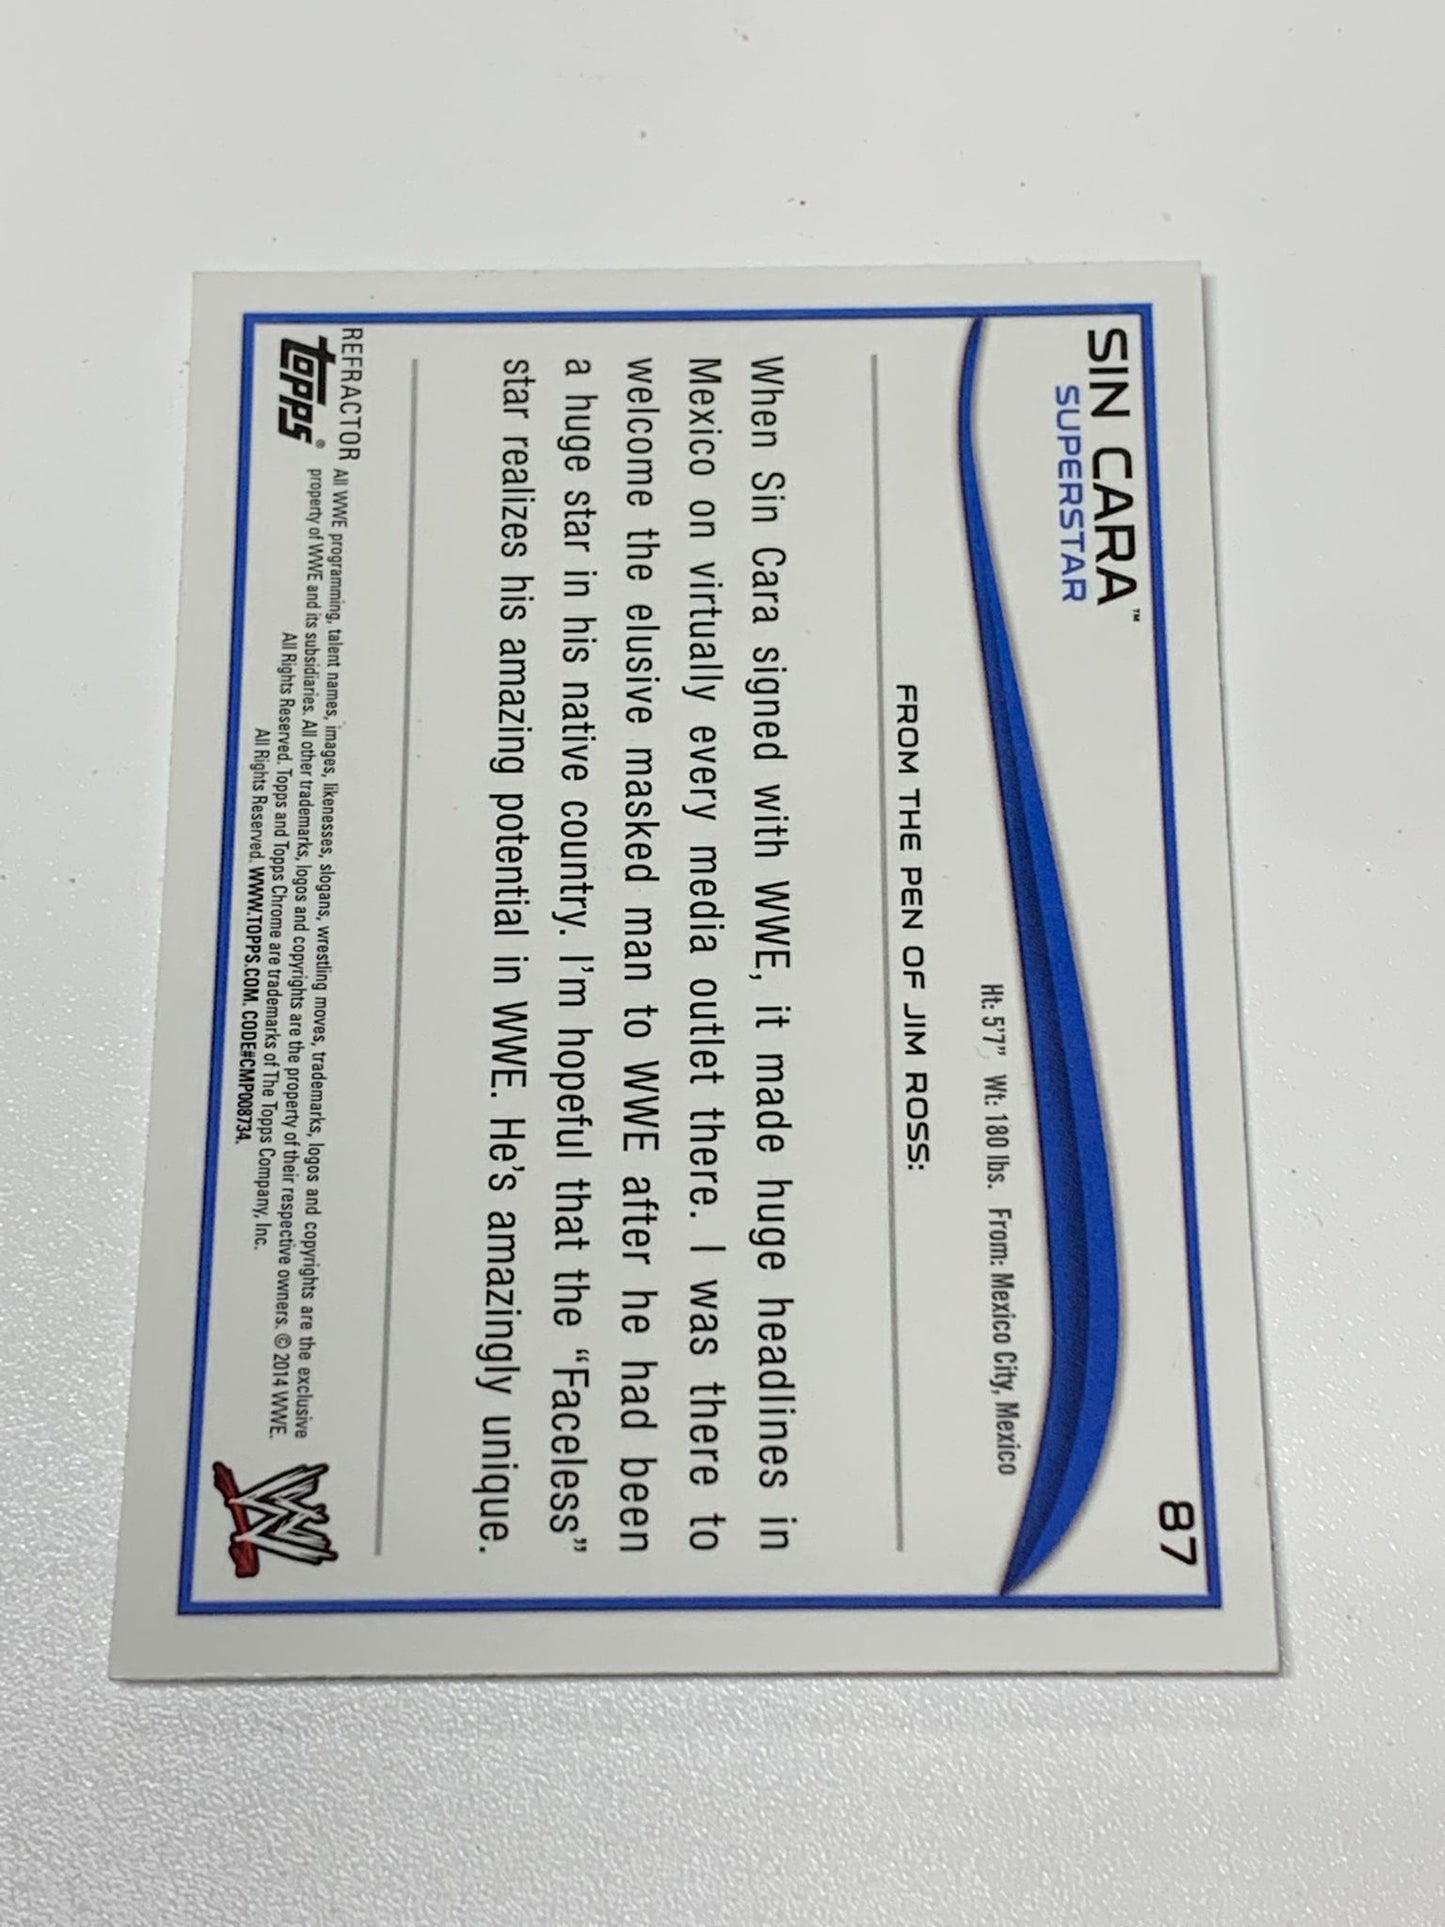 SIN CARA™
SUPERSTAR
87
Ht: 5'7" Wt: 180 lbs. From: Mexico City, Mexico
FROM THE PEN OF JIM ROSS:
When Sin Cara signed with WWE, it made huge headlines in
Mexico on virtually every media outlet there. I was there to
welcome the elusive masked man to WWE after he had been
a huge star in his native country. I'm hopeful that the “Faceless”
star realizes his amazing potential in WWE. He's amazingly unique.
REFRACTOR
topps®
All WWE programming, talent names, images, likenesses, slogans, wrestling moves, trademarks, logos and copyrights are the exclusive
property of WWE and its subsidiaries. All other trademarks, logos and copyrights are the property of their respective owners. © 2014 WWE.
All Rights Reserved. Topps and Topps Chrome are trademarks of The Topps Company, Inc.
All Rights Reserved. WWW.TOPPS.COM. CODE#CMP008734.
W